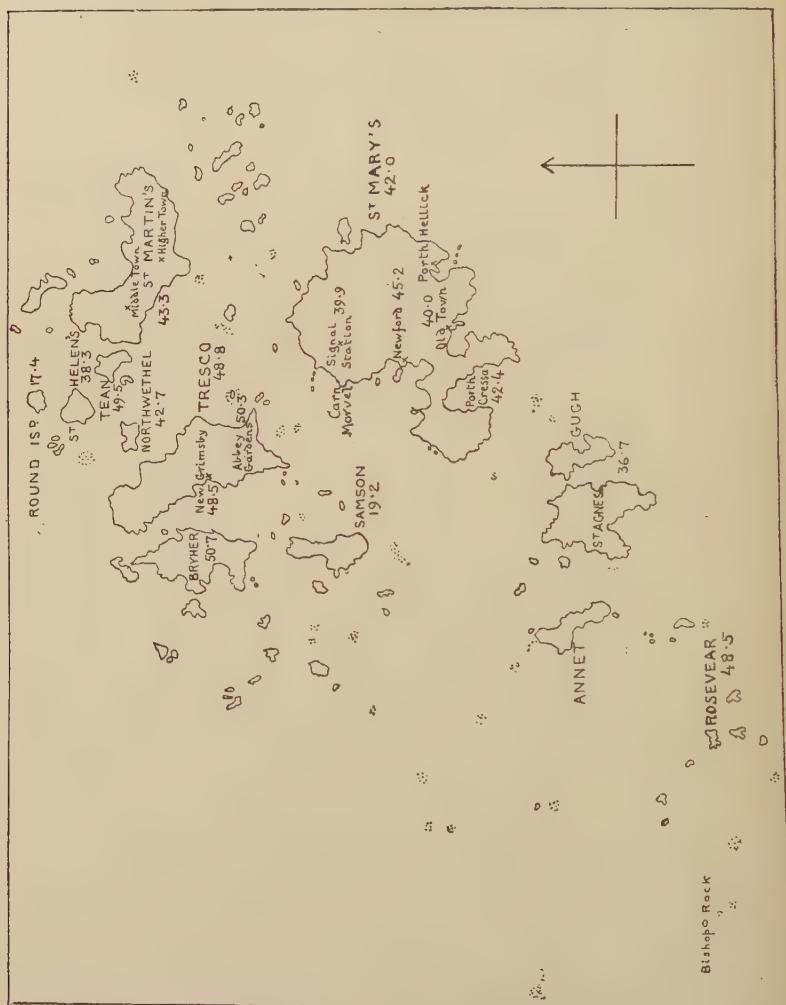 ROUND ISD 17.4
ST HELEN'S
38.3
TEAN
49.5
NORTHWETHEL
42.7
Middle Town
ST MARTIN'S
x Higher Town
43.3
TRESCO
48.8
New Grimsby
48.5
Abbey 50.3
Gardens
BRYHER
50.7
SAMSON
19.2
ST MARY'S
42.0
Signal 39.9
Station
Carn
Morvel
Newford 45.2
Porth Hellick
40.0
Old Town
Porth
Cressa
42.4
GUGH
36.7
ST AGNES
ANNET
ROSEVEAR
48.5
Bishop Rock